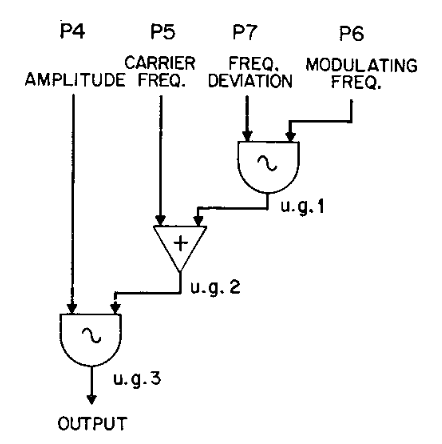 P4 P5 P7 P6
AMPLITUDE CARRIER FREQ. FREQ. DEVIATION MODULATING FREQ.
u.g.1
+
u.g.2
u.g.3
OUTPUT